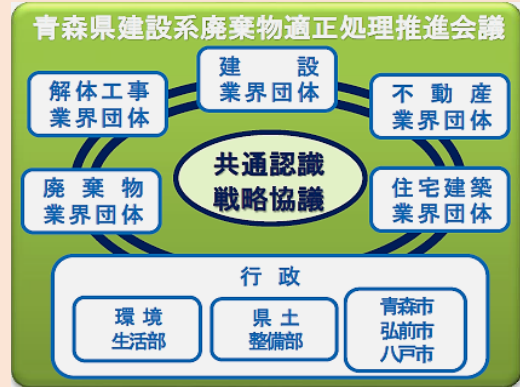 青森県建設系廃棄物適正処理推進会議
建設
業界団体
解体工事
業界団体
不動産
業界団体
共通認識
戦略協議
廃棄物
業界団体
住宅建築
業界団体
行政
環境
生活部
県土
整備部
青森市
弘前市
八戸市